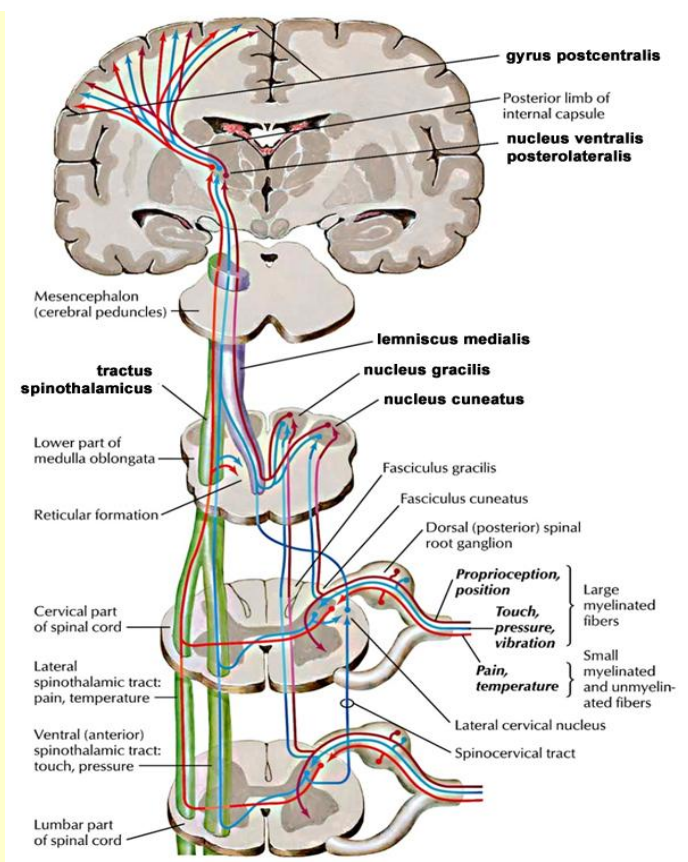 gyrus postcentralis
Posterior limb of
internal capsule
nucleus ventralis
posterolateralis
Mesencephalon
(cerebral peduncles)
lemniscus medialis
tractus
spinothalamicus
nucleus gracilis
nucleus cuneatus
Lower part of
medulla oblongata
Fasciculus gracilis
Fasciculus cuneatus
Reticular formation
Dorsal (posterior) spinal
root ganglion
Proprioception,
position
Touch,
pressure,
vibration
Large
myelinated
fibers
Cervical part
of spinal cord
Pain,
temperature
Small
myelinated
and unmyelin-
ated fibers
Lateral
spinothalamic tract:
pain, temperature
Lateral cervical nucleus
Ventral (anterior)
spinothalamic tract:
touch, pressure
Spinocervical tract
Lumbar part
of spinal cord